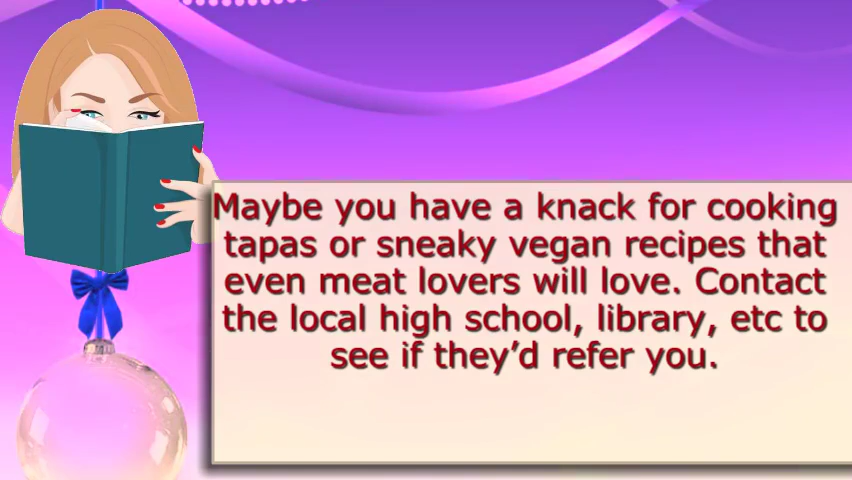 Maybe you have a knack for cooking
tapas or sneaky vegan recipes that
even meat lovers will love. Contact
the local high school, library, etc to
see if they’d refer you.